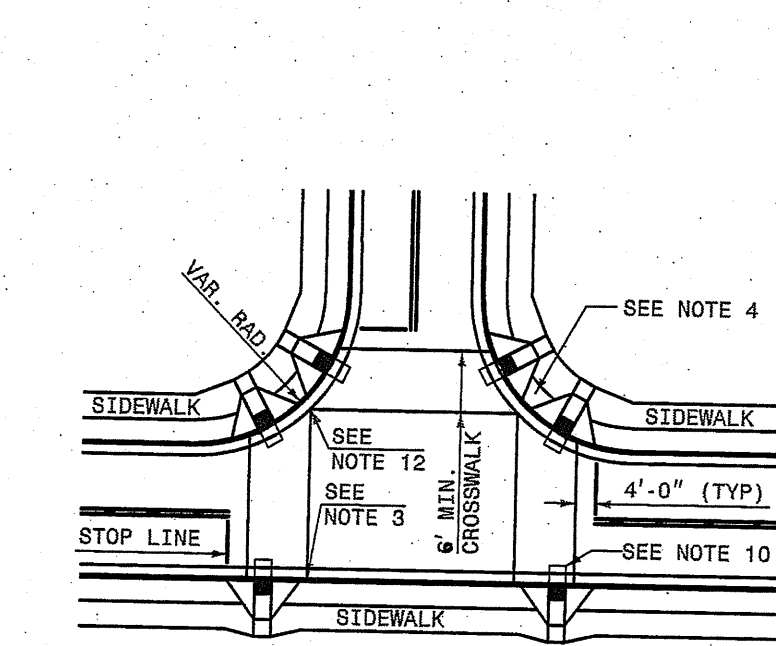 VAR. RAD.
SEE NOTE 4
SIDEWALK
SIDEWALK
SEE
NOTE 12
SEE
NOTE 3
6' MIN.
CROSSWALK
4'-0" (TYP)
STOP LINE
SEE NOTE 10
SIDEWALK